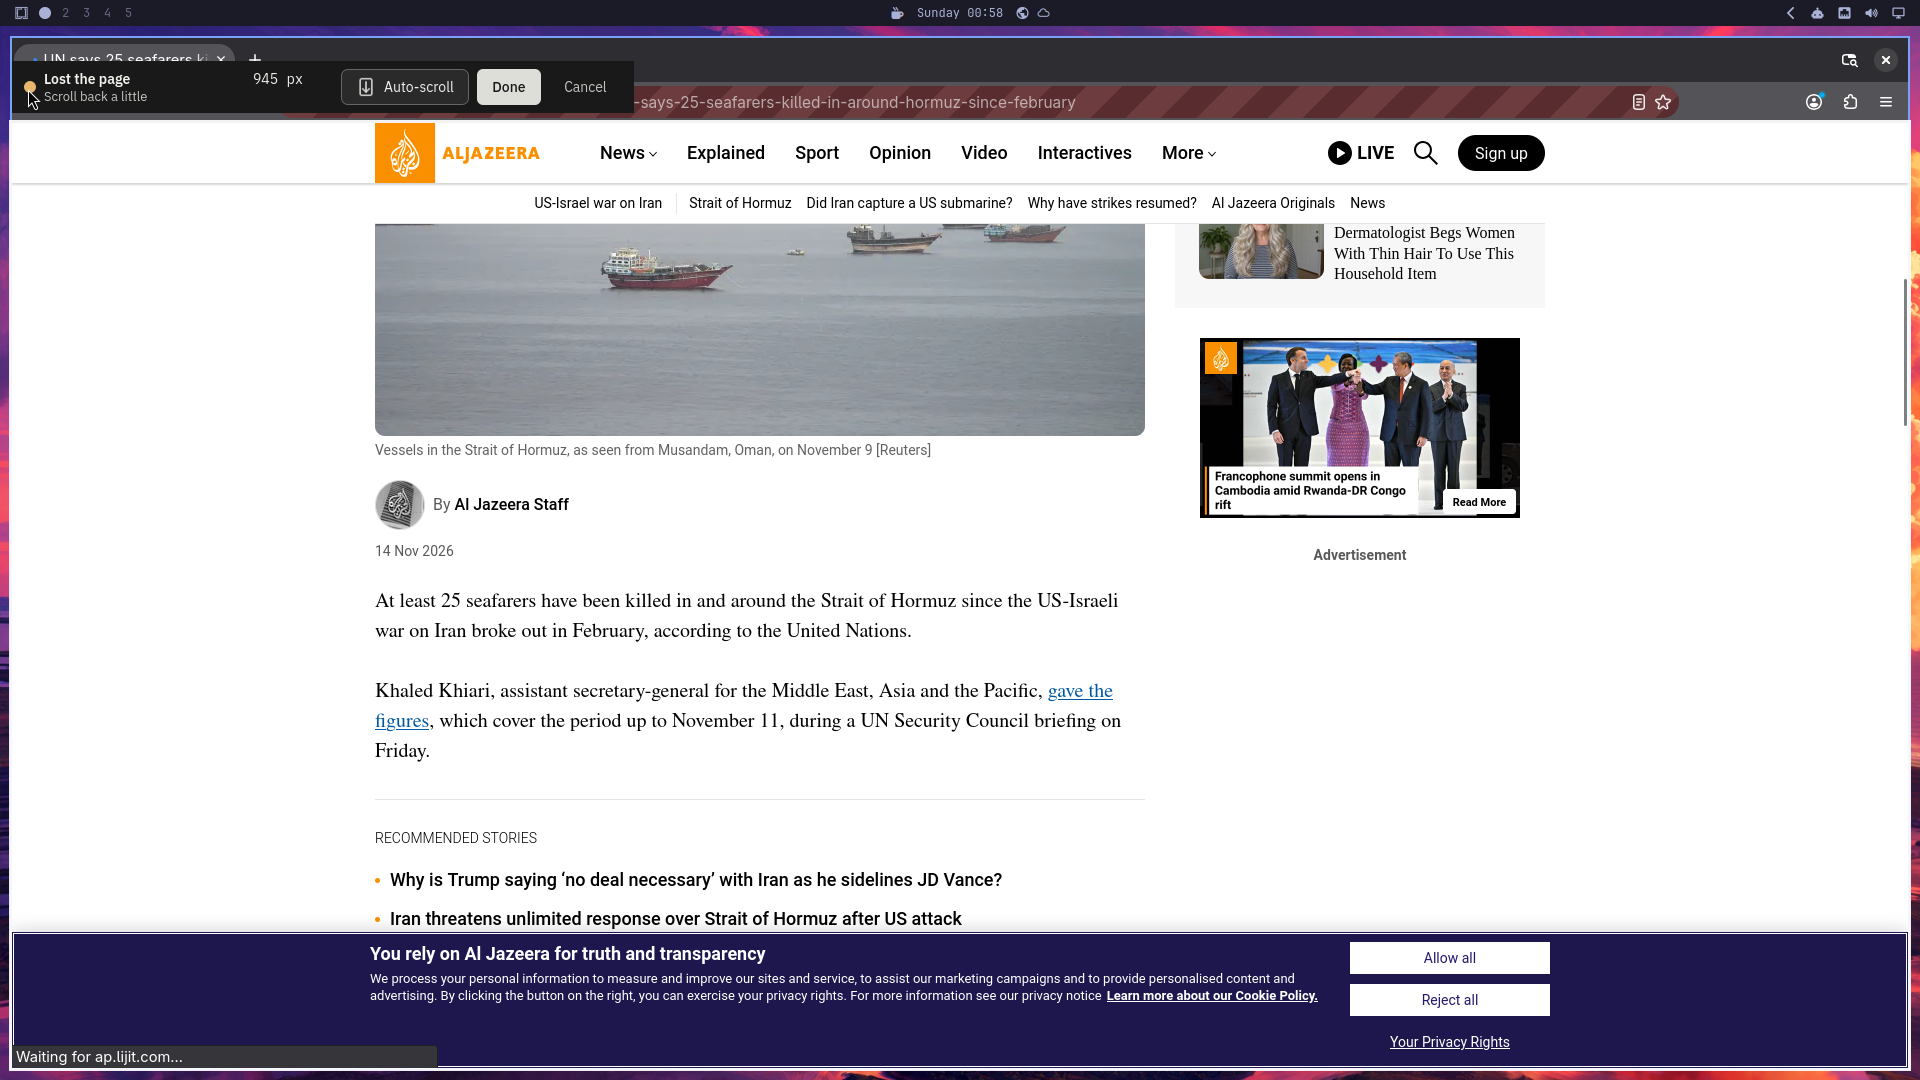 2 3 4 5
Sunday 00:58
UN says 25 seafarers ki
Lost the page
Scroll back a little
945 px
Auto-scroll
Done
Cancel
-says-25-seafarers-killed-in-around-hormuz-since-february
ALJAZEERA
News
Explained
Sport
Opinion
Video
Interactives
More
LIVE
Sign up
US-Israel war on Iran
Strait of Hormuz
Did Iran capture a US submarine?
Why have strikes resumed?
Al Jazeera Originals
News
Vessels in the Strait of Hormuz, as seen from Musandam, Oman, on November 9 [Reuters]
By Al Jazeera Staff
14 Nov 2026
At least 25 seafarers have been killed in and around the Strait of Hormuz since the US-Israeli
war on Iran broke out in February, according to the United Nations.
Khaled Khiari, assistant secretary-general for the Middle East, Asia and the Pacific, gave the
figures, which cover the period up to November 11, during a UN Security Council briefing on
Friday.
RECOMMENDED STORIES
Why is Trump saying ‘no deal necessary’ with Iran as he sidelines JD Vance?
Iran threatens unlimited response over Strait of Hormuz after US attack
Dermatologist Begs Women
With Thin Hair To Use This
Household Item
Francophone summit opens in
Cambodia amid Rwanda-DR Congo
rift
Read More
Advertisement
You rely on Al Jazeera for truth and transparency
We process your personal information to measure and improve our sites and service, to assist our marketing campaigns and to provide personalised content and
advertising. By clicking the button on the right, you can exercise your privacy rights. For more information see our privacy notice Learn more about our Cookie Policy.
Allow all
Reject all
Your Privacy Rights
Waiting for ap.lijit.com...